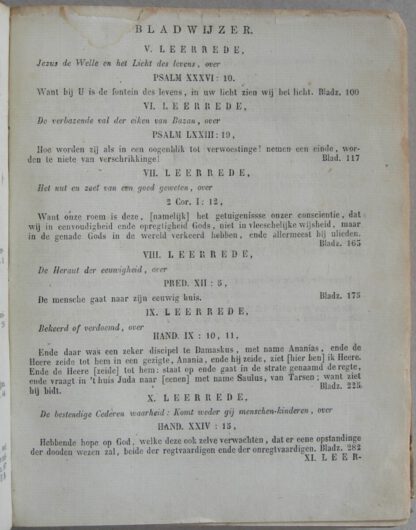 BLADWIJZER.
V. LEERREDE,
Jezus de Welle en het Licht des levens, over
PSALM XXXVI: 10.
Want bij U is de fontein des levens, in uw licht zien wij het licht. Bladz. 100
VI. LEERREDE,
De verbazende val der eiken van Bazan, over
PSALM LXXIII: 19,
Hoe worden zij als in een oogenblik tot verwoestinge! nemen een einde, wor-
den te niete van verschrikkinge! Blad. 117
VII. LEERREDE,
Het nut en zoet van een goed geweten, over
2 Cor. I: 12,
Want onze roem is deze, [namelijk] het getuigenissse onzer conscientie, dat
wij in eenvoudigheid ende opregtigheid Gods, niet in vleeschelijke wijsheid, maar
in de genade Gods in de wereld verkeerd hebben, ende allermeest bij ulieden.
Bladz. 165
VIII. LEERREDE,
De Heraut der eeuwigheid, over
PRED. XII: 5,
De mensche gaat naar zijn eeuwig huis. Bladz. 175
IX. LEERREDE,
Bekeerd of verdoemd, over
HAND. IX: 10, 11,
Ende daar was een zeker discipel te Damaskus, met name Ananias, ende de
Heere zeide tot hem in een gezigte, Anania, ende hij zeide, ziet [hier ben] ik Heere.
Ende de Heere [zeide] tot hem: staat op ende gaat in de strate genaamd de regte,
ende vraagt in 't huis Juda naar [eenen] met name Saulus, van Tarsen; want ziet
hij bidt. Bladz. 225
X. LEERREDE,
De bestendige Cederen waarheid: Komt weder gij menschen-kinderen, over
HAND. XXIV: 15,
Hebbende hope op God, welke deze ook zelve verwachten, dat er eene opstandinge
der dooden wezen zal, beide der regtvaardigen ende der onregtvaardigen. Bladz. 282
XI. LEER-